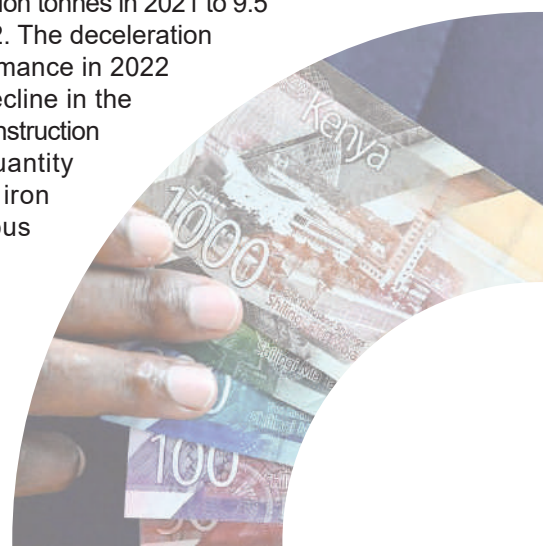 ion tonnes in 2021 to 9.5
2. The deceleration
mance in 2022
ecline in the
nstruction
uantity
iron
ous
Kenya
1000
100
50